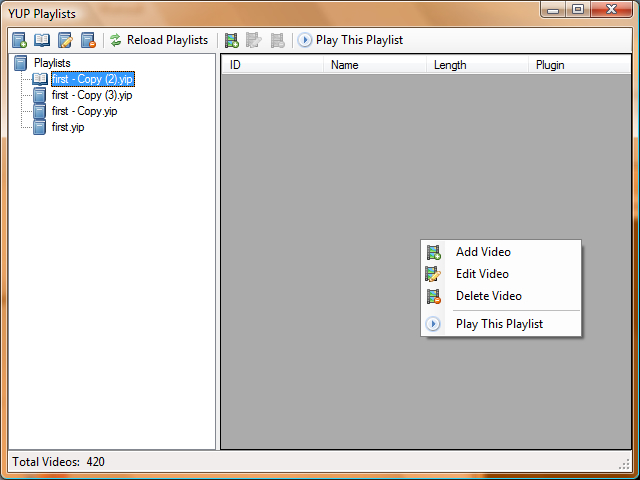 YUP Playlists
Reload Playlists Play This Playlist
Playlists
first - Copy (2).yip
first - Copy (3).yip
first - Copy.yip
first.yip
ID Name Length Plugin
Add Video
Edit Video
Delete Video
Play This Playlist
Total Videos: 420